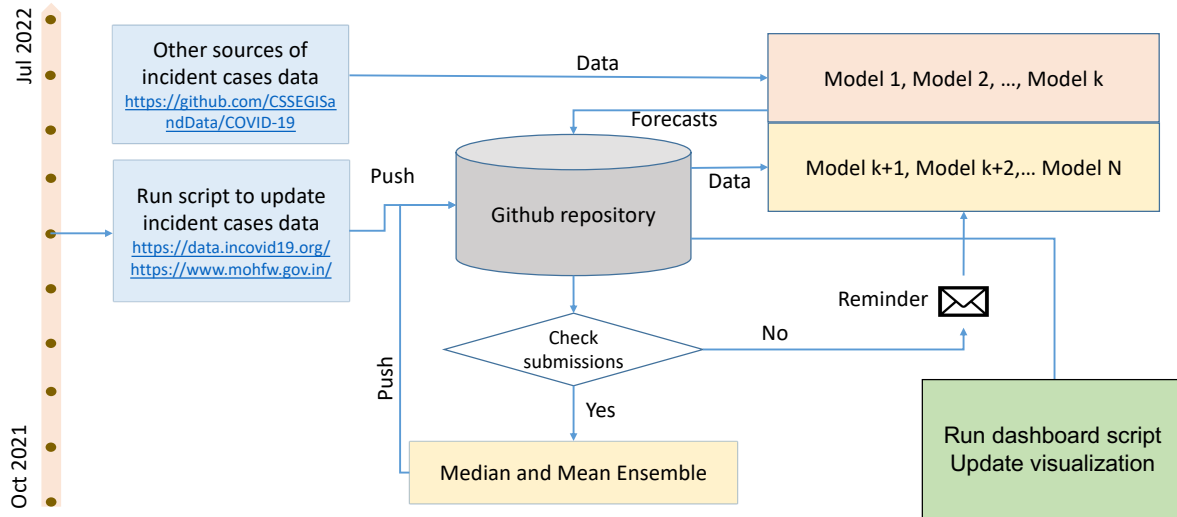 Jul 2022
Oct 2021
Other sources of
incident cases data
https://github.com/CSSEGISa
ndData/COVID-19
Run script to update
incident cases data
https://data.incovid19.org/
https://www.mohfw.gov.in/
Data
Model 1, Model 2, ..., Model k
Forecasts
Push
Github repository
Data
Model k+1, Model k+2,... Model N
Reminder
Check
submissions
No
Yes
Push
Median and Mean Ensemble
Run dashboard script
Update visualization